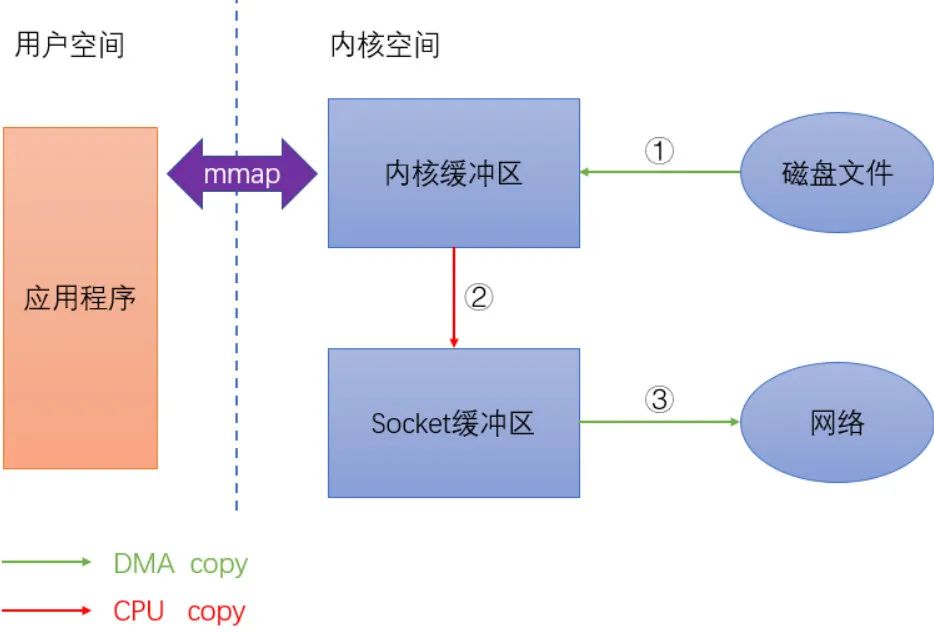 用户空间
内核空间
mmap
内核缓冲区
①
磁盘文件
应用程序
②
Socket缓冲区
③
网络
DMA copy
CPU copy